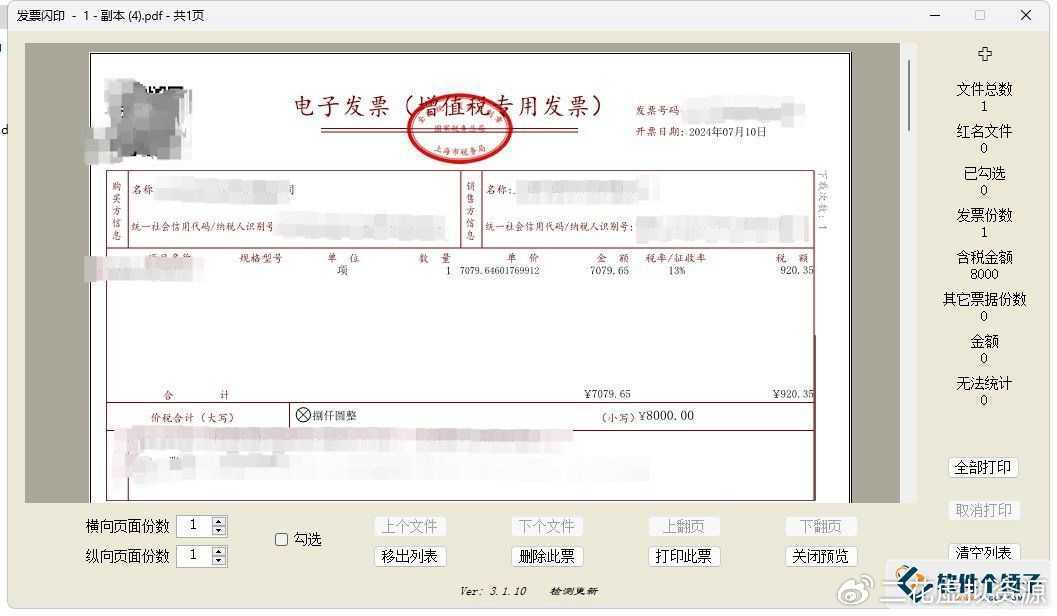 发票闪印 - 1 - 副本 (4).pdf - 共1页
电子发票（增值税专用发票）
国家税务总局
上海市税务局
发票号码
开票日期: 2024年07月10日
下载次数: 1
购买方信息
名称
司
统一社会信用代码/纳税人识别号
销售方信息
名称:
统一社会信用代码/纳税人识别号:
项目名称 规格型号 单 位 数 量 单 价 金 额 税率/征收率 税 额
项 1 7079.64601769912 7079.65 13% 920.35
合 计 ¥7079.65 ¥920.35
价税合计（大写） 捌仟圆整 （小写）¥8000.00
文件总数
1
红名文件
0
已勾选
0
发票份数
1
含税金额
8000
其它票据份数
0
金额
0
无法统计
0
全部打印
取消打印
清空列表
横向页面份数 1
纵向页面份数 1
勾选
上个文件 下个文件 上翻页 下翻页
移出列表 删除此票 打印此票 关闭预览
Ver: 3.1.10 检测更新